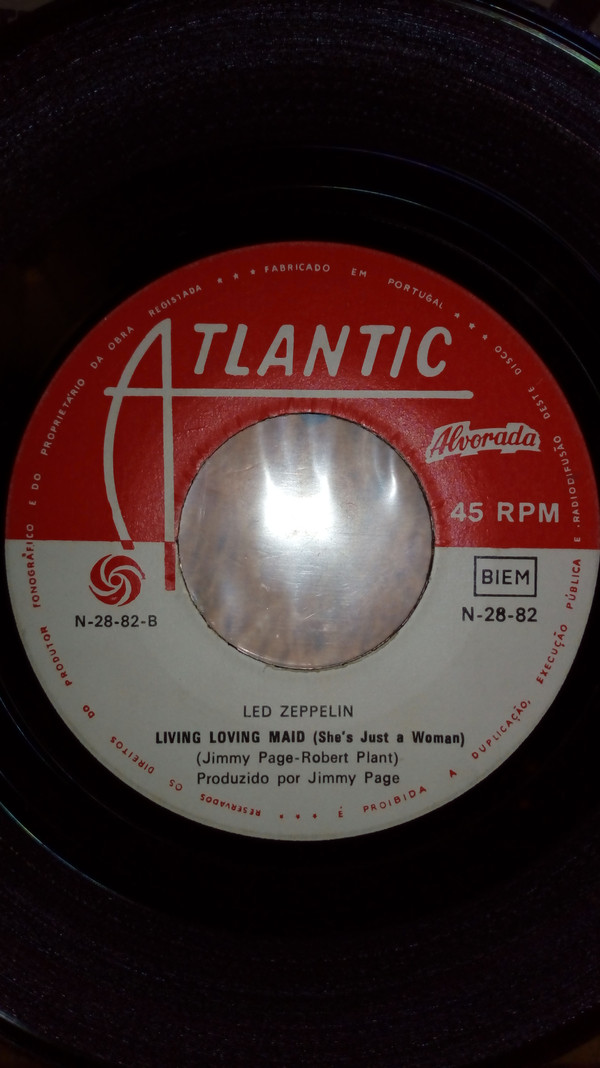 FABRICADO EM PORTUGAL * * *
DO PRODUTOR FONOGRÁFICO E DO PROPRIETÁRIO DA OBRA REGISTADA * * *
ATLANTIC
Alvorada
45 RPM
BIEM
N-28-82-B
N-28-82
LED ZEPPELIN
LIVING LOVING MAID (She's Just a Woman)
(Jimmy Page-Robert Plant)
Produzido por Jimmy Page
* * * É PROIBIDA A DUPLICAÇÃO, EXECUÇÃO PÚBLICA E RADIODIFUSÃO DESTE DISCO
RESERVADOS OS DIREITOS